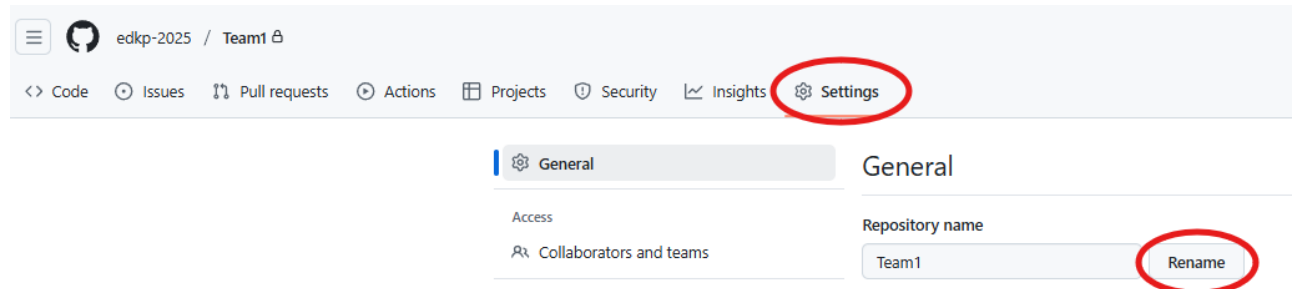 edkp-2025 / Team1
<> Code Issues Pull requests Actions Projects Security Insights Settings
General
Access
Collaborators and teams
General
Repository name
Team1 Rename